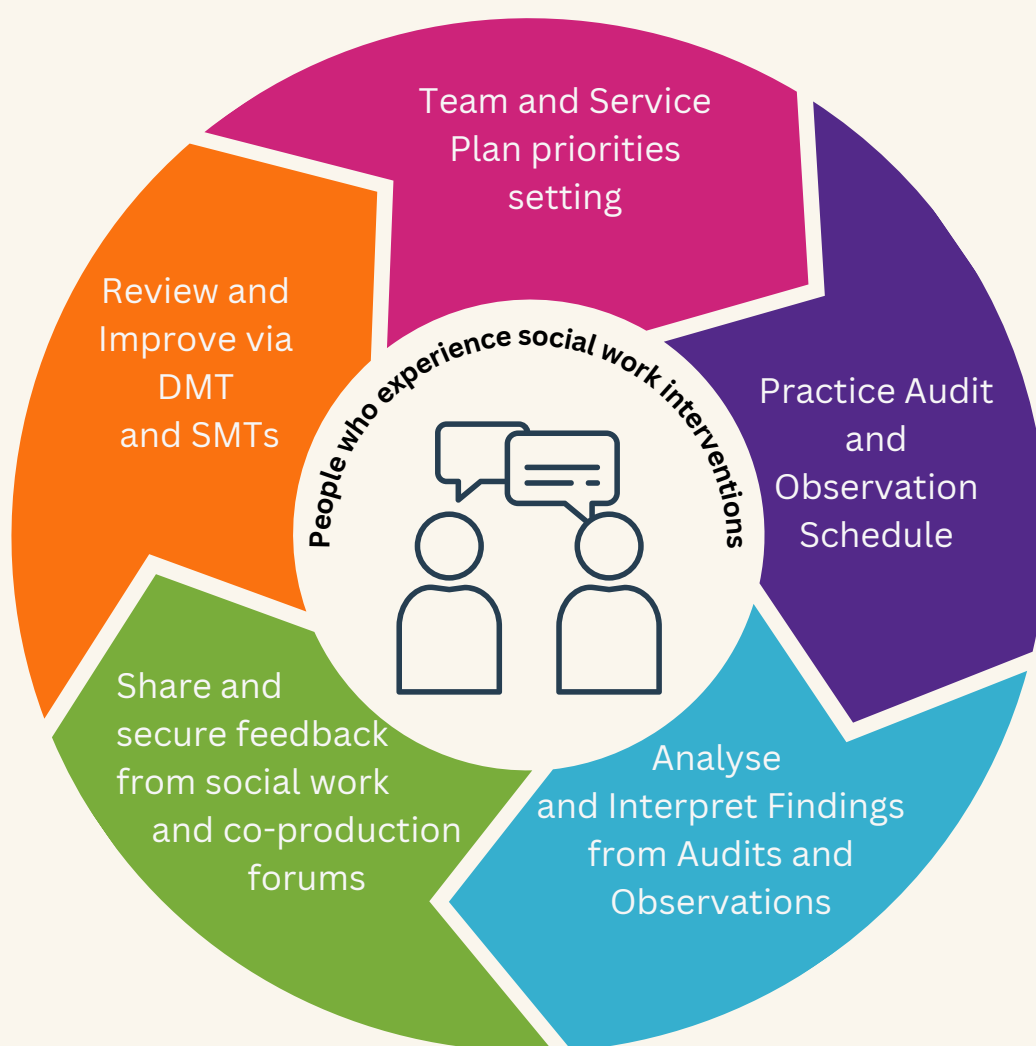 Team and Service
Plan priorities
setting
Practice Audit
and
Observation
Schedule
Analyse
and Interpret Findings
from Audits and
Observations
Share and
secure feedback
from social work
and co-production
forums
Review and
Improve via
DMT
and SMTs
People who experience social work interventions